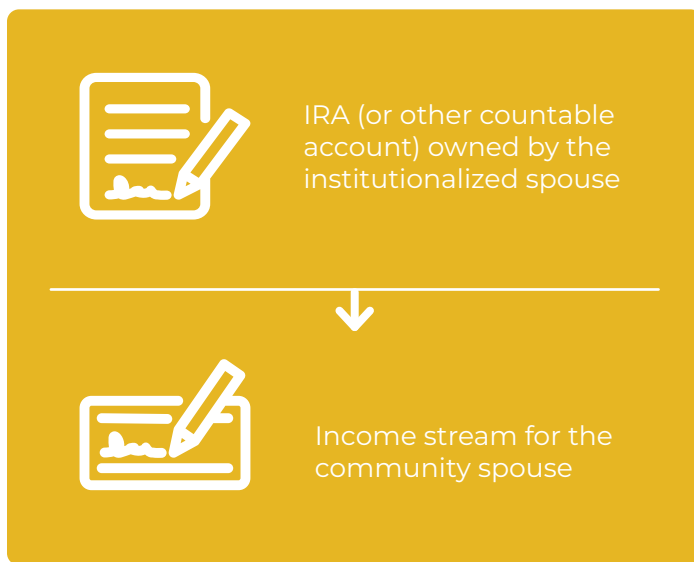 IRA (or other countable
account) owned by the
institutionalized spouse
Income stream for the
community spouse